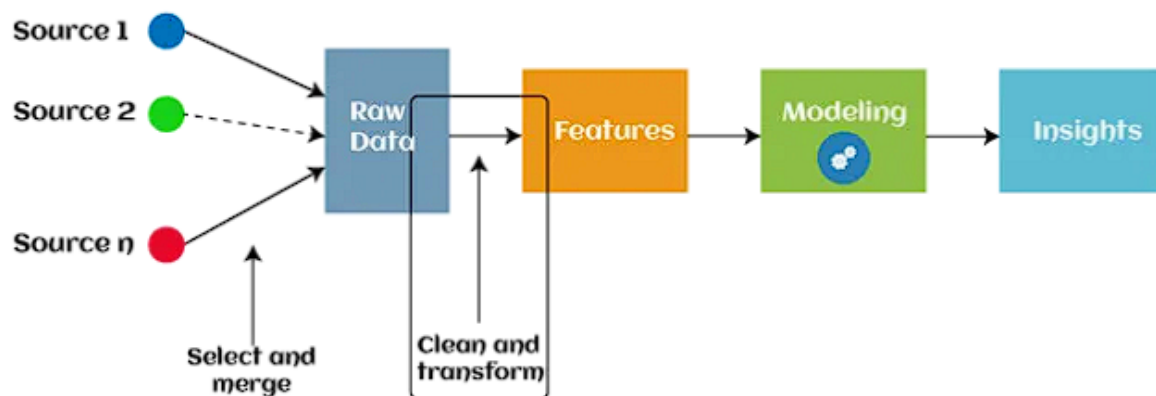 Source 1
Source 2
Source n
Select and
merge
Raw
Data
Clean and
transform
Features
Modeling
Insights